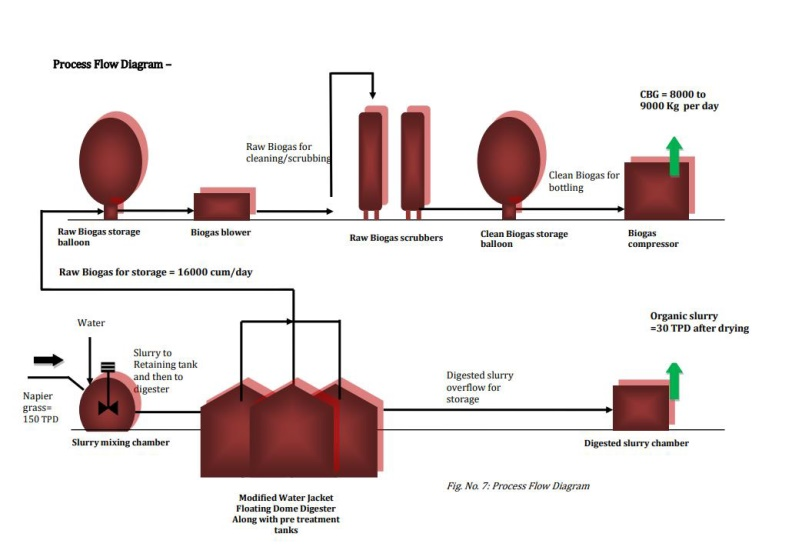 Process Flow Diagram –
CBG = 8000 to
9000 Kg per day
Raw Biogas for
cleaning/scrubbing
Clean Biogas for
bottling
Raw Biogas storage
balloon
Biogas blower
Raw Biogas scrubbers
Clean Biogas storage
balloon
Biogas
compressor
Raw Biogas for storage = 16000 cum/day
Water
Slurry to
Retaining tank
and then to
digester
Napier
grass=
150 TPD
Slurry mixing chamber
Organic slurry
=30 TPD after drying
Digested slurry
overflow for
storage
Digested slurry chamber
Modified Water Jacket
Floating Dome Digester
Along with pre treatment
tanks
Fig. No. 7: Process Flow Diagram